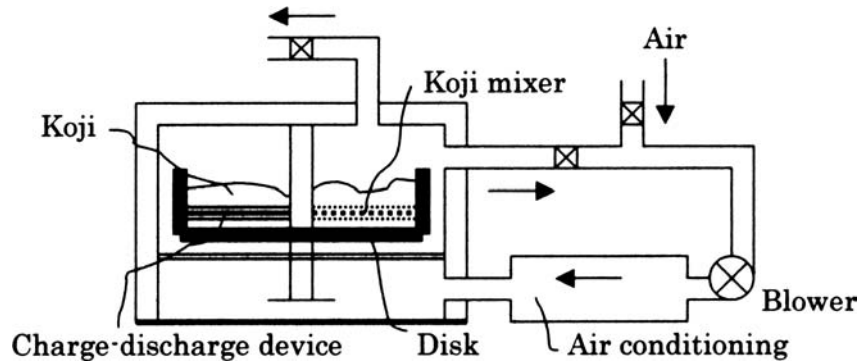 Air
Koji mixer
Koji
Blower
Charge-discharge device
Disk
Air conditioning